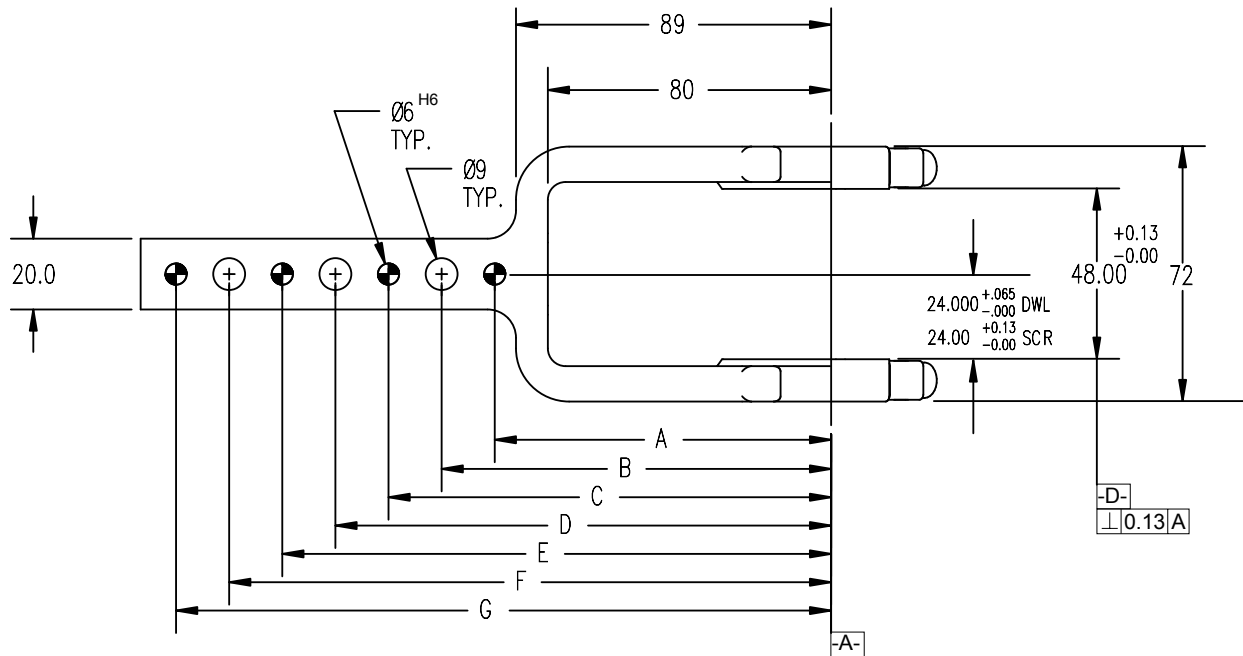 89
80
Ø6 H6
TYP.
Ø9
TYP.
20.0
+0.13
-0.00
48.00
72
24.000 +.065 -.000 DWL
24.00 +0.13 -0.00 SCR
A
B
C
D
E
F
G
-D-
⊥ 0.13 A
-A-